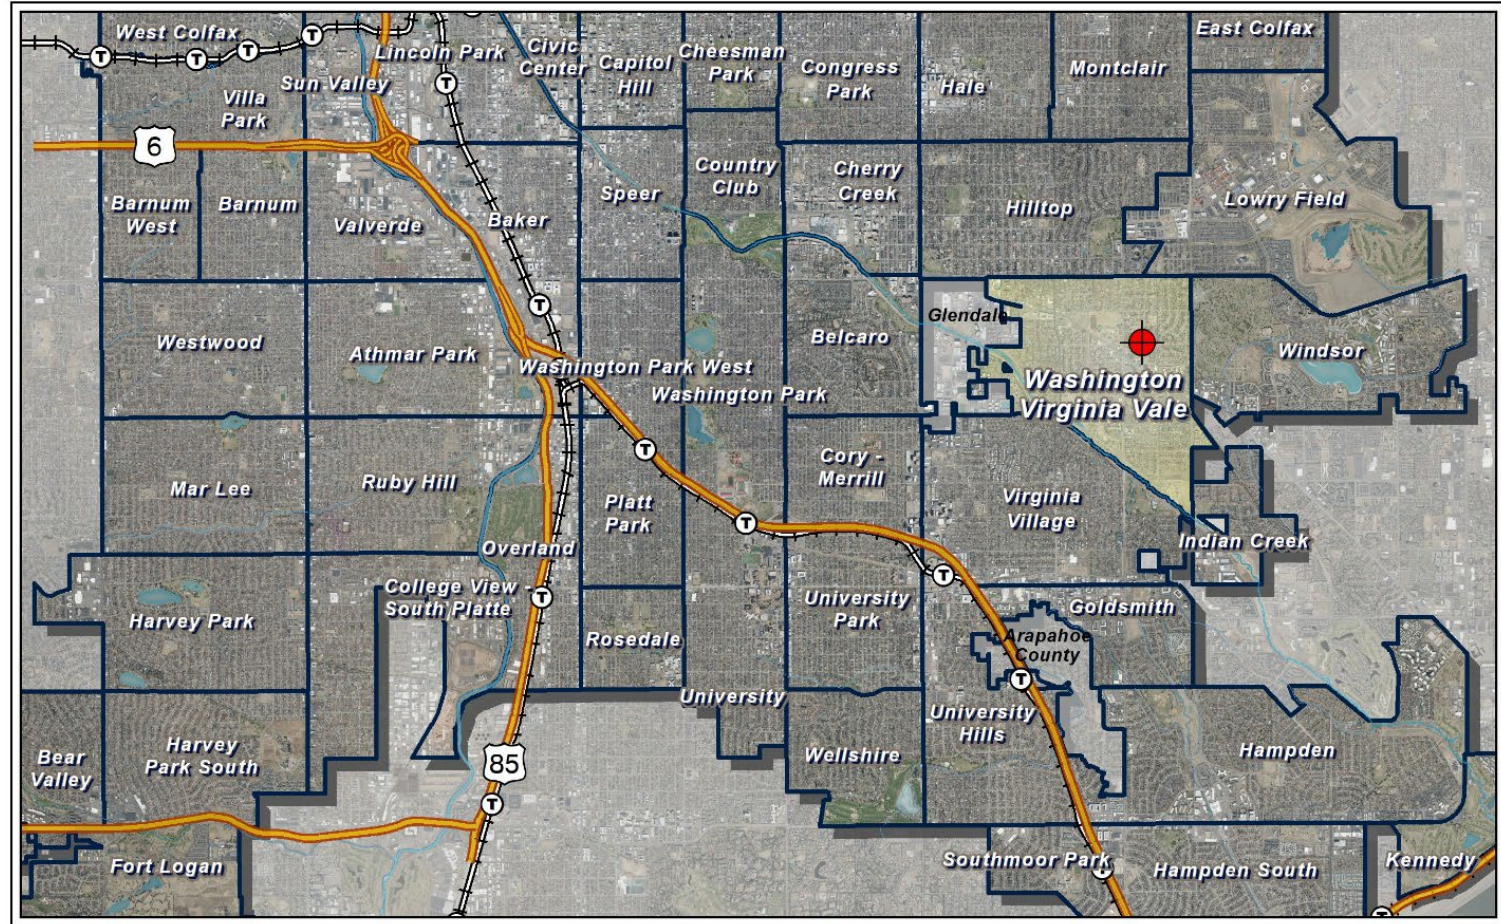 West Colfax
Lincoln Park
Civic
Center
Capitol
Hill
Cheesman
Park
Congress
Park
Hale
Montclair
East Colfax
Sun Valley
Villa
Park
6
Barnum
West
Barnum
Valverde
Baker
Speer
Country
Club
Cherry
Creek
Hilltop
Lowry Field
Westwood
Athmar Park
Washington Park West
Washington Park
Belcaro
Glendale
Washington
Virginia Vale
Windsor
Mar Lee
Ruby Hill
Platt
Park
Cory -
Merrill
Virginia
Village
Indian Creek
Overland
College View -
South Platte
Harvey Park
Rosedale
University
Park
Goldsmith
Arapahoe
County
University
University
Hills
Bear
Valley
Harvey
Park South
85
Wellshire
Hampden
Fort Logan
Southmoor Park
Hampden South
Kennedy
T
T
T
T
T
T
T
T
T
T
T
T